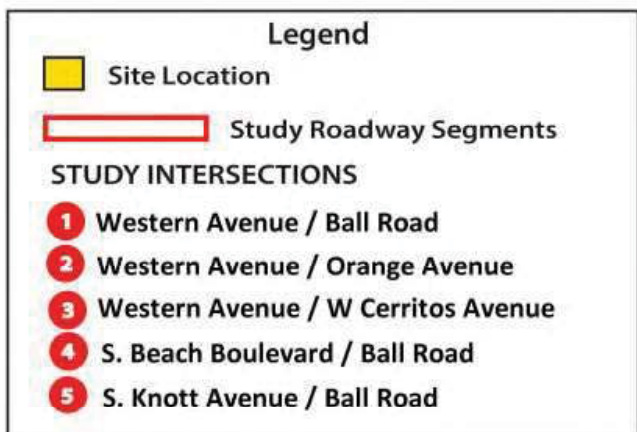 Legend
Site Location
Study Roadway Segments
STUDY INTERSECTIONS
1 Western Avenue / Ball Road
2 Western Avenue / Orange Avenue
3 Western Avenue / W Cerritos Avenue
4 S. Beach Boulevard / Ball Road
5 S. Knott Avenue / Ball Road